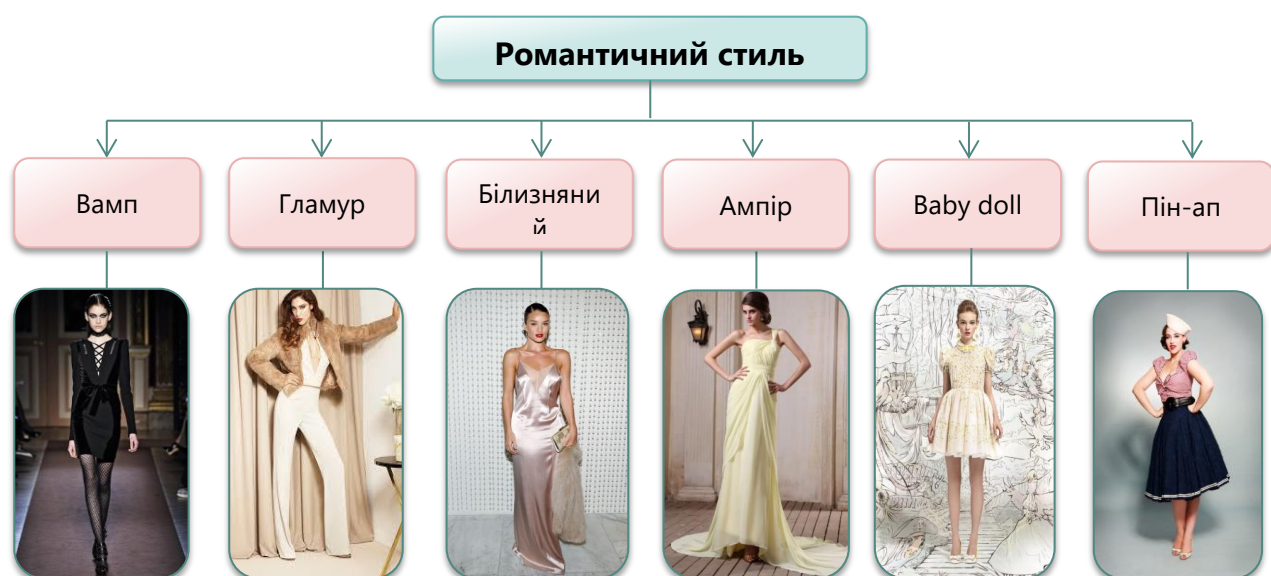 Романтичний стиль
Вамп
Гламур
Білизняни
й
Ампір
Baby doll
Пін-ап